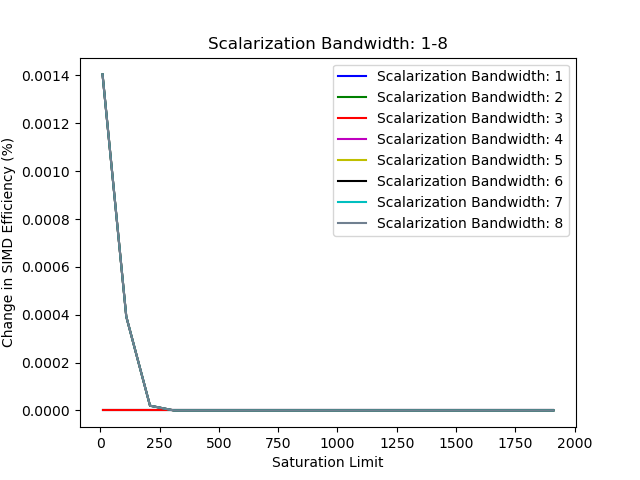 Scalarization Bandwidth: 1-8
Change in SIMD Efficiency (%)
0.0014
0.0012
0.0010
0.0008
0.0006
0.0004
0.0002
0.0000
Scalarization Bandwidth: 1
Scalarization Bandwidth: 2
Scalarization Bandwidth: 3
Scalarization Bandwidth: 4
Scalarization Bandwidth: 5
Scalarization Bandwidth: 6
Scalarization Bandwidth: 7
Scalarization Bandwidth: 8
0 250 500 750 1000 1250 1500 1750 2000
Saturation Limit